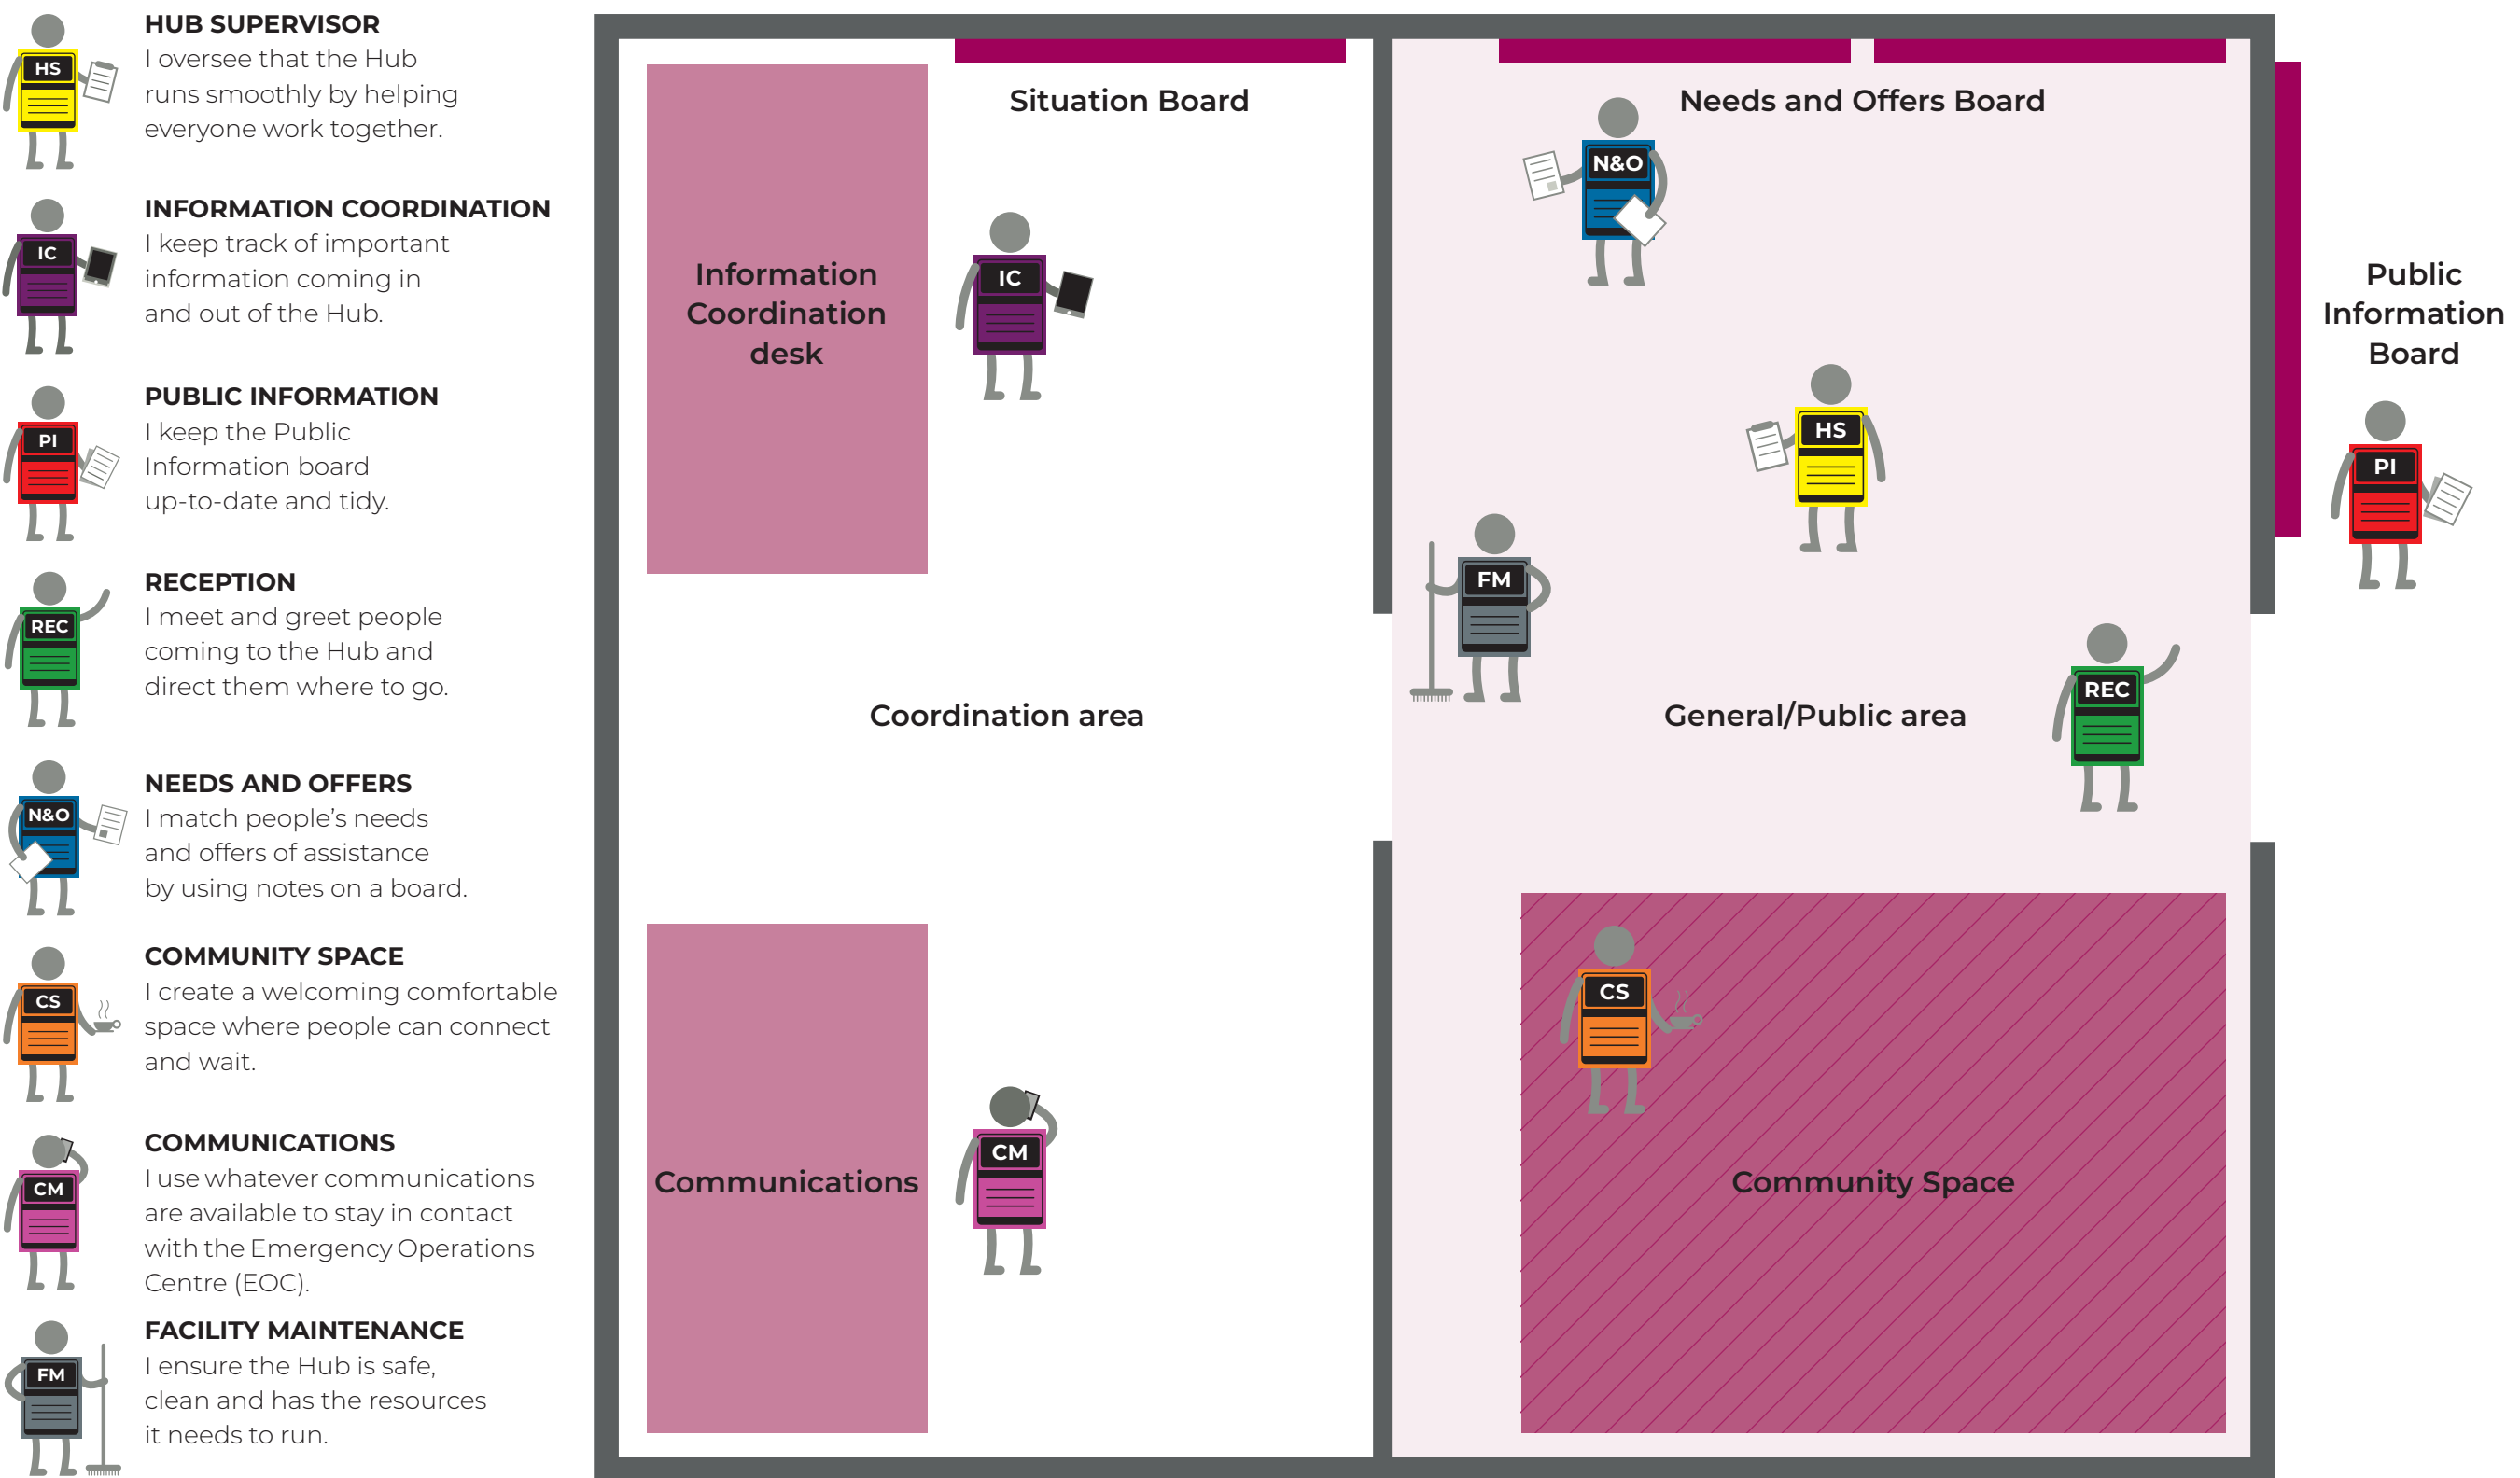 HS
HUB SUPERVISOR
I oversee that the Hub
runs smoothly by helping
everyone work together.
IC
INFORMATION COORDINATION
I keep track of important
information coming in
and out of the Hub.
PI
PUBLIC INFORMATION
I keep the Public
Information board
up-to-date and tidy.
REC
RECEPTION
I meet and greet people
coming to the Hub and
direct them where to go.
N&O
NEEDS AND OFFERS
I match people’s needs
and offers of assistance
by using notes on a board.
CS
COMMUNITY SPACE
I create a welcoming comfortable
space where people can connect
and wait.
CM
COMMUNICATIONS
I use whatever communications
are available to stay in contact
with the Emergency Operations
Centre (EOC).
FM
FACILITY MAINTENANCE
I ensure the Hub is safe,
clean and has the resources
it needs to run.
Situation Board
Information
Coordination
desk
IC
Coordination area
Communications
CM
Needs and Offers Board
N&O
HS
FM
REC
General/Public area
CS
Community Space
Public
Information
Board
PI